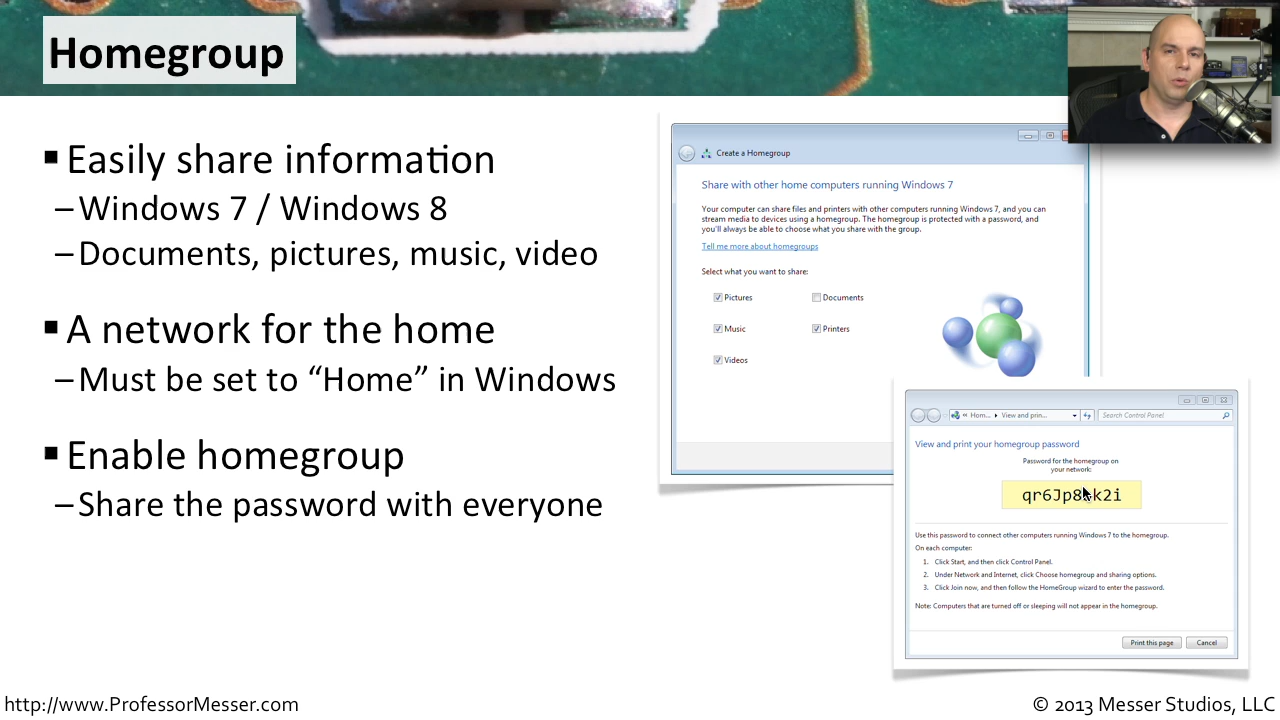 Homegroup
Easily share information
–Windows 7 / Windows 8
–Documents, pictures, music, video
A network for the home
–Must be set to “Home” in Windows
Enable homegroup
–Share the password with everyone
Create a Homegroup
Share with other home computers running Windows 7
Your computer can share files and printers with other computers running Windows 7, and you can
stream media to devices using a homegroup. The homegroup is protected with a password, and
you'll always be able to choose what you share with the group.
Tell me more about homegroups
Select what you want to share:
Pictures Documents
Music Printers
Videos
Hom... View and prin... Search Control Panel
View and print your homegroup password
Password for the homegroup on
your network:
Use this password to connect other computers running Windows 7 to the homegroup.
On each computer:
1. Click Start, and then click Control Panel.
2. Under Network and Internet, click Choose homegroup and sharing options.
3. Click Join now, and then follow the HomeGroup wizard to enter the password.
Note: Computers that are turned off or sleeping will not appear in the homegroup.
Print this page Cancel
http://www.ProfessorMesser.com
© 2013 Messer Studios, LLC